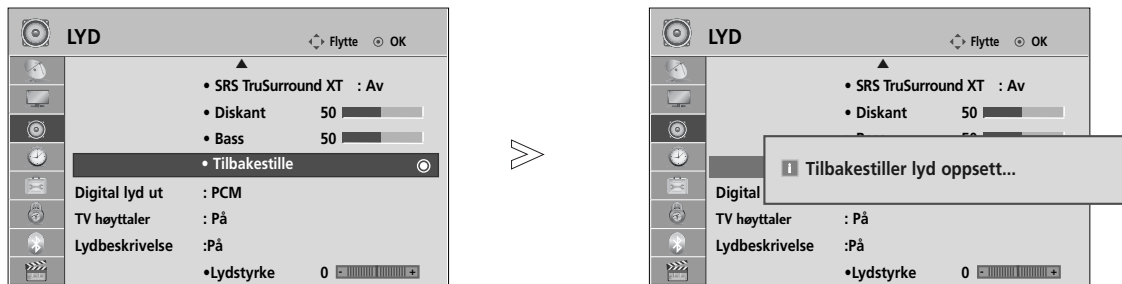 LYD
Flytte OK
• SRS TruSurround XT : Av
• Diskant 50
• Bass 50
• Tilbakestille
Digital lyd ut : PCM
TV høyttaler : På
Lydbeskrivelse :På
•Lydstyrke 0 - +
LYD
Flytte OK
• SRS TruSurround XT : Av
• Diskant 50
i Tilbakestiller lyd oppsett...
Digital
TV høyttaler : På
Lydbeskrivelse :På
•Lydstyrke 0 - +